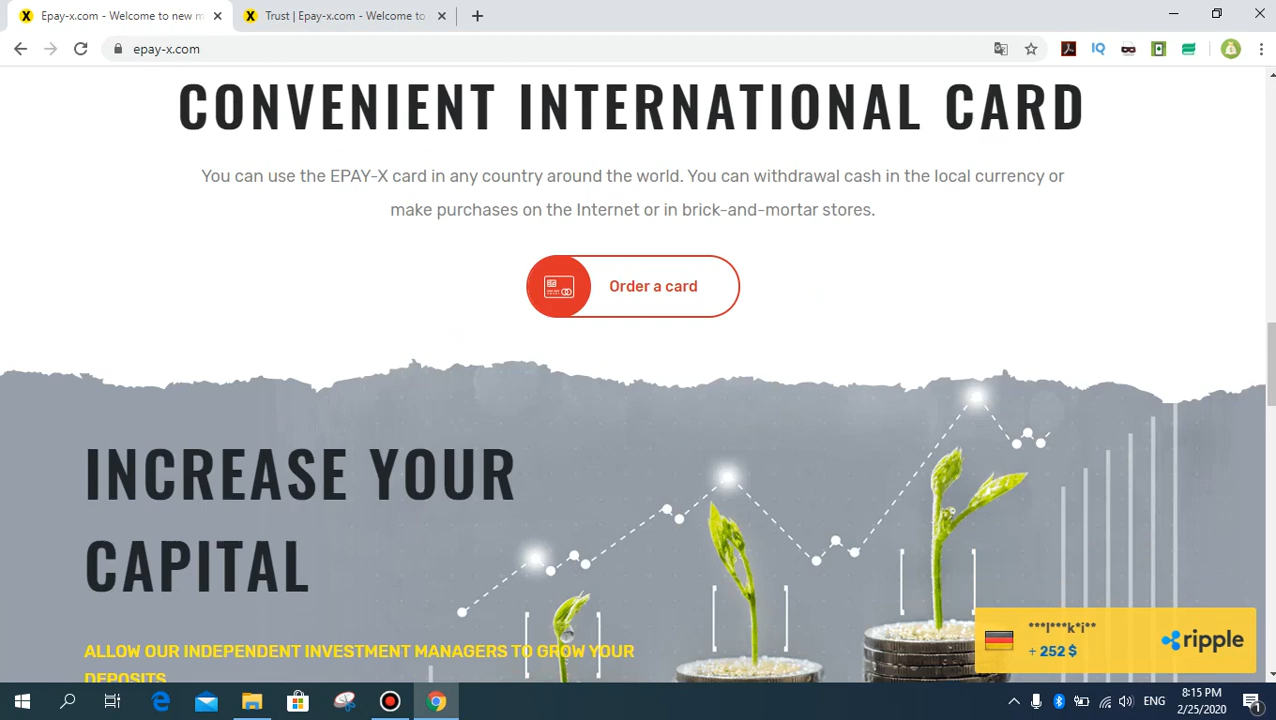 Epay-x.com - Welcome to new m
Trust | Epay-x.com - Welcome to
epay-x.com
CONVENIENT INTERNATIONAL CARD
You can use the EPAY-X card in any country around the world. You can withdrawal cash in the local currency or
make purchases on the Internet or in brick-and-mortar stores.
Order a card
INCREASE YOUR
CAPITAL
ALLOW OUR INDEPENDENT INVESTMENT MANAGERS TO GROW YOUR
DEPOSITS
***l***k*i**
+ 252 $
ripple
ENG
8:15 PM
2/25/2020